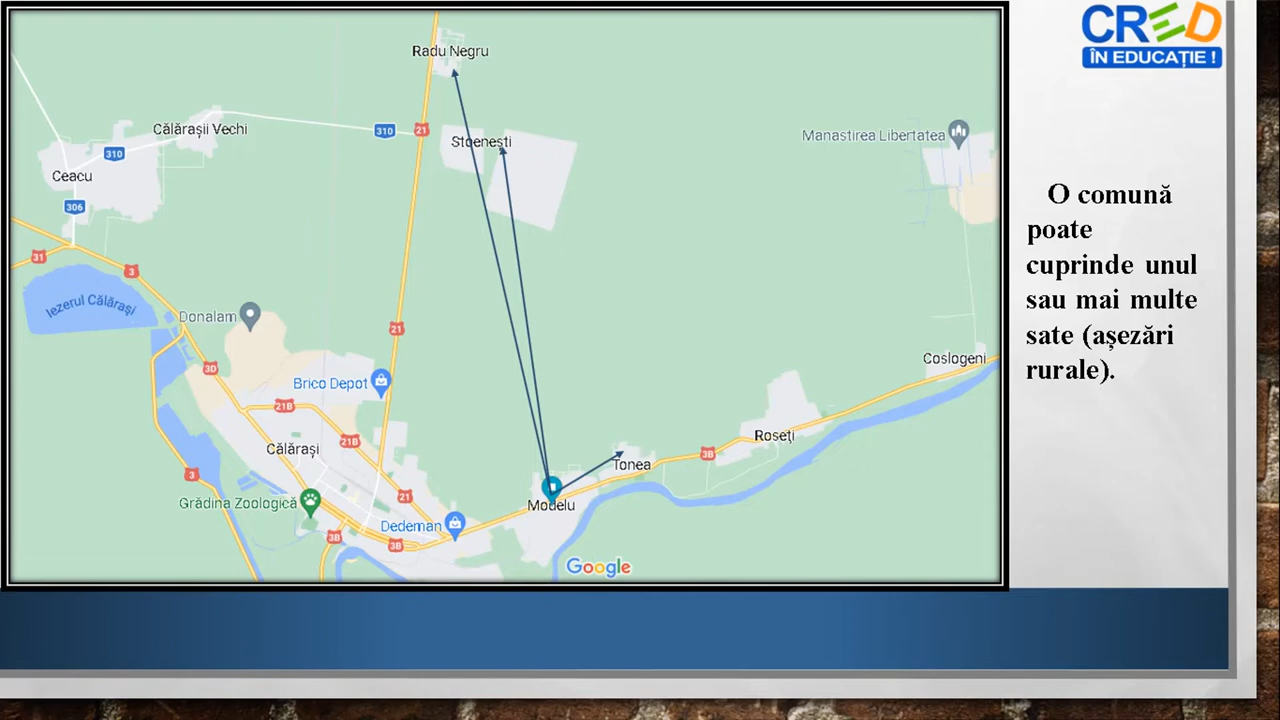 CRED
ÎN EDUCAȚIE !
Radu Negru
Călărașii Vechi
310
21
Stoenești
Manastirea Libertatea
310
Ceacu
306
31
3
Iezerul Călărași
Donalam
21
3D
Brico Depot
Coslogeni
21B
21B
Călărași
Roseți
3B
Tonea
3
21
Grădina Zoologică
Modelu
Dedeman
3B
3B
Google
O comună
poate
cuprinde unul
sau mai multe
sate (așezări
rurale).